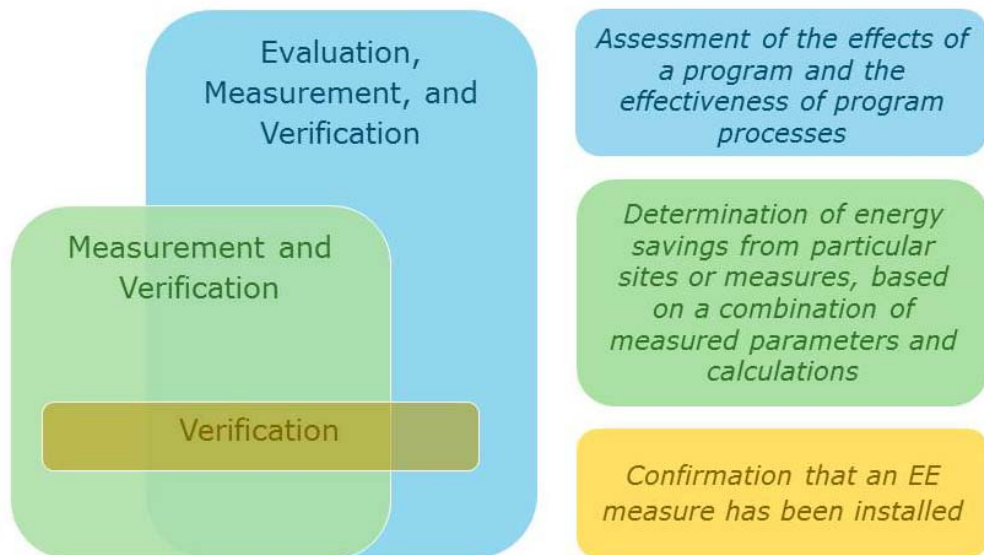 Evaluation,
Measurement, and
Verification
Measurement and
Verification
Verification
Assessment of the effects of
a program and the
effectiveness of program
processes
Determination of energy
savings from particular
sites or measures, based
on a combination of
measured parameters and
calculations
Confirmation that an EE
measure has been installed